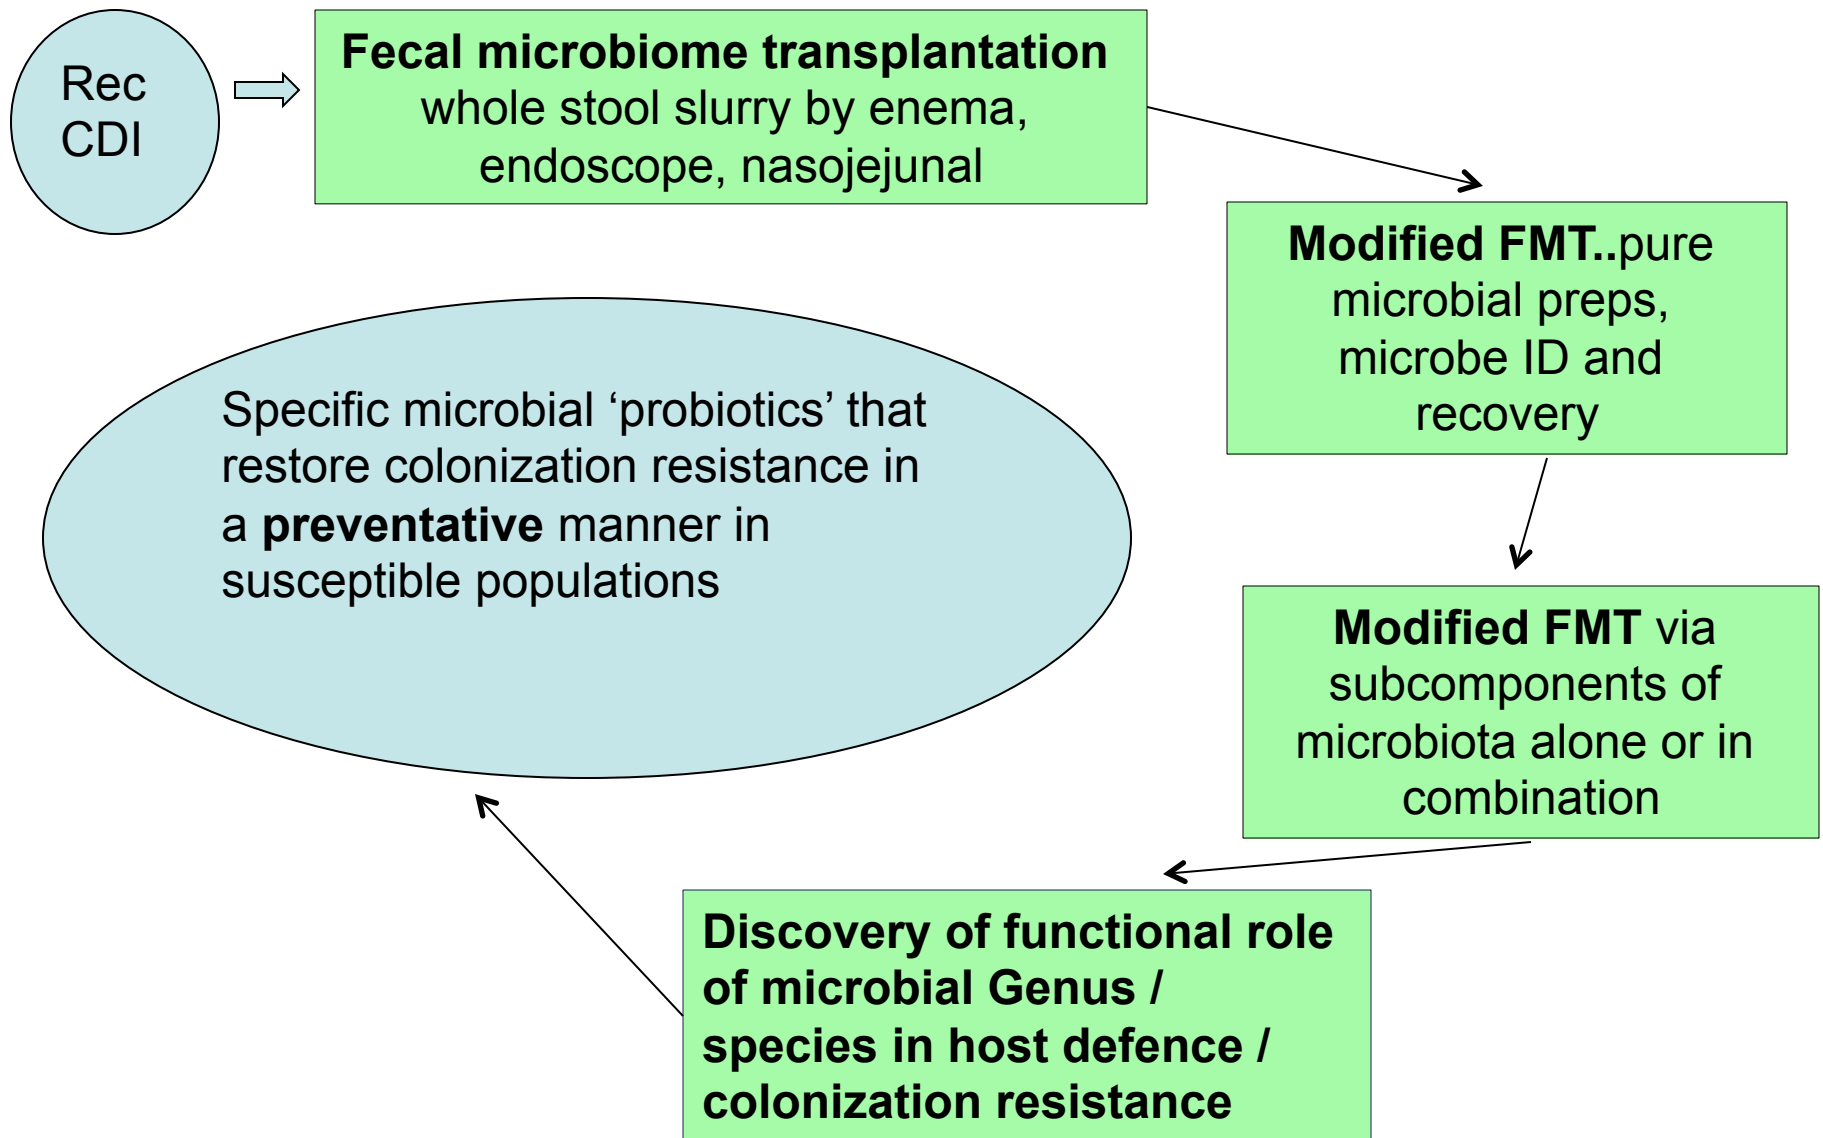 Rec
CDI
Fecal microbiome transplantation
whole stool slurry by enema,
endoscope, nasojejunal
Modified FMT..pure
microbial preps,
microbe ID and
recovery
Specific microbial ‘probiotics’ that
restore colonization resistance in
a preventative manner in
susceptible populations
Modified FMT via
subcomponents of
microbiota alone or in
combination
Discovery of functional role
of microbial Genus /
species in host defence /
colonization resistance